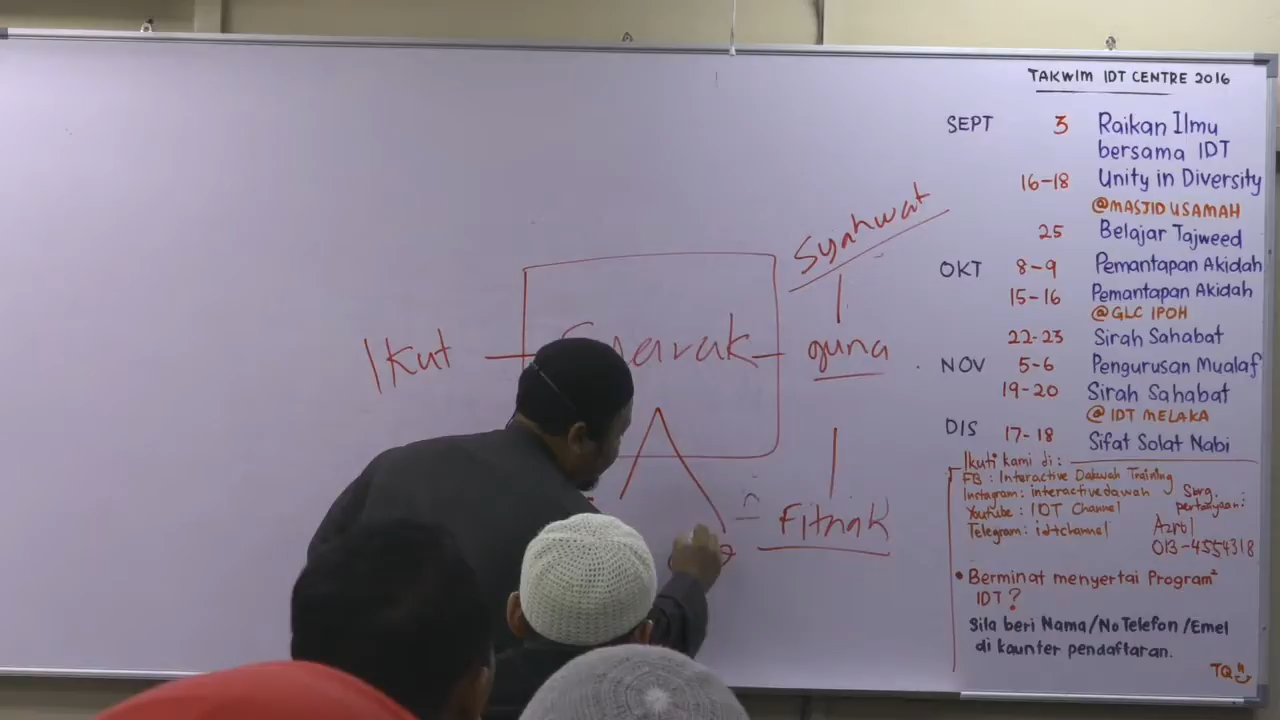 TAKWIM IDT CENTRE 2016
SEPT 3 Raikan Ilmu
bersama IDT
16-18 Unity in Diversity
@MASJID USAMAH
25 Belajar Tajweed
OKT 8-9 Pemantapan Akidah
15-16 Pemantapan Akidah
@GLC IPOH
22-23 Sirah Sahabat
NOV 5-6 Pengurusan Mualaf
19-20 Sirah Sahabat
@ IDT MELAKA
DIS 17-18 Sifat Solat Nabi
Ikuti kami di:
FB: Interactive Dakwah Training
Instagram: interactivedawah
Youtube: IDT Channel
Telegram: idtchannel
Sbrg.
pertanyaan:
Azrol
013-4554318
• Berminat menyertai Program²
IDT?
Sila beri Nama/No Telefon/Emel
di kaunter pendaftaran.
TQ
Syahwat
Ikut guna
Fitnah